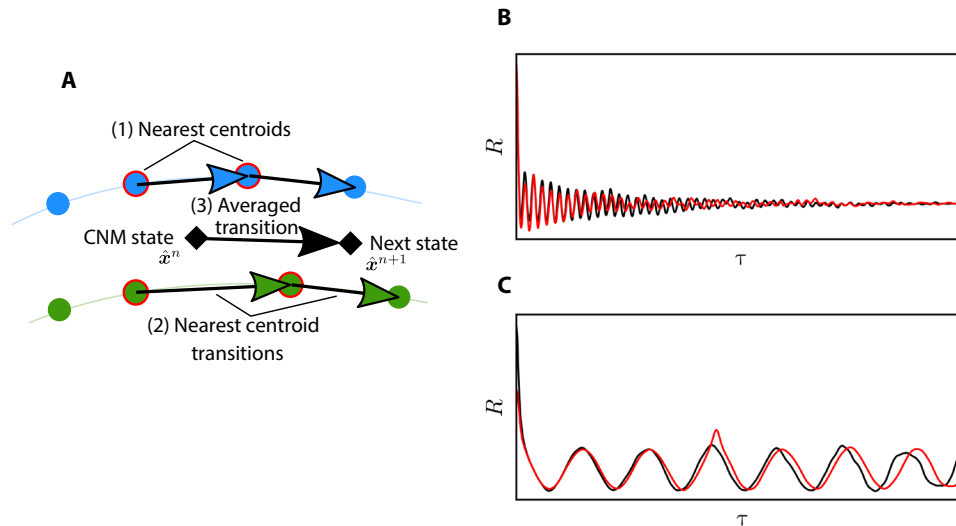 A
(1) Nearest centroids
(3) Averaged
transition
CNM state
x̂ⁿ
Next state
x̂ⁿ⁺¹
(2) Nearest centroid
transitions
B
R
τ
C
R
τ